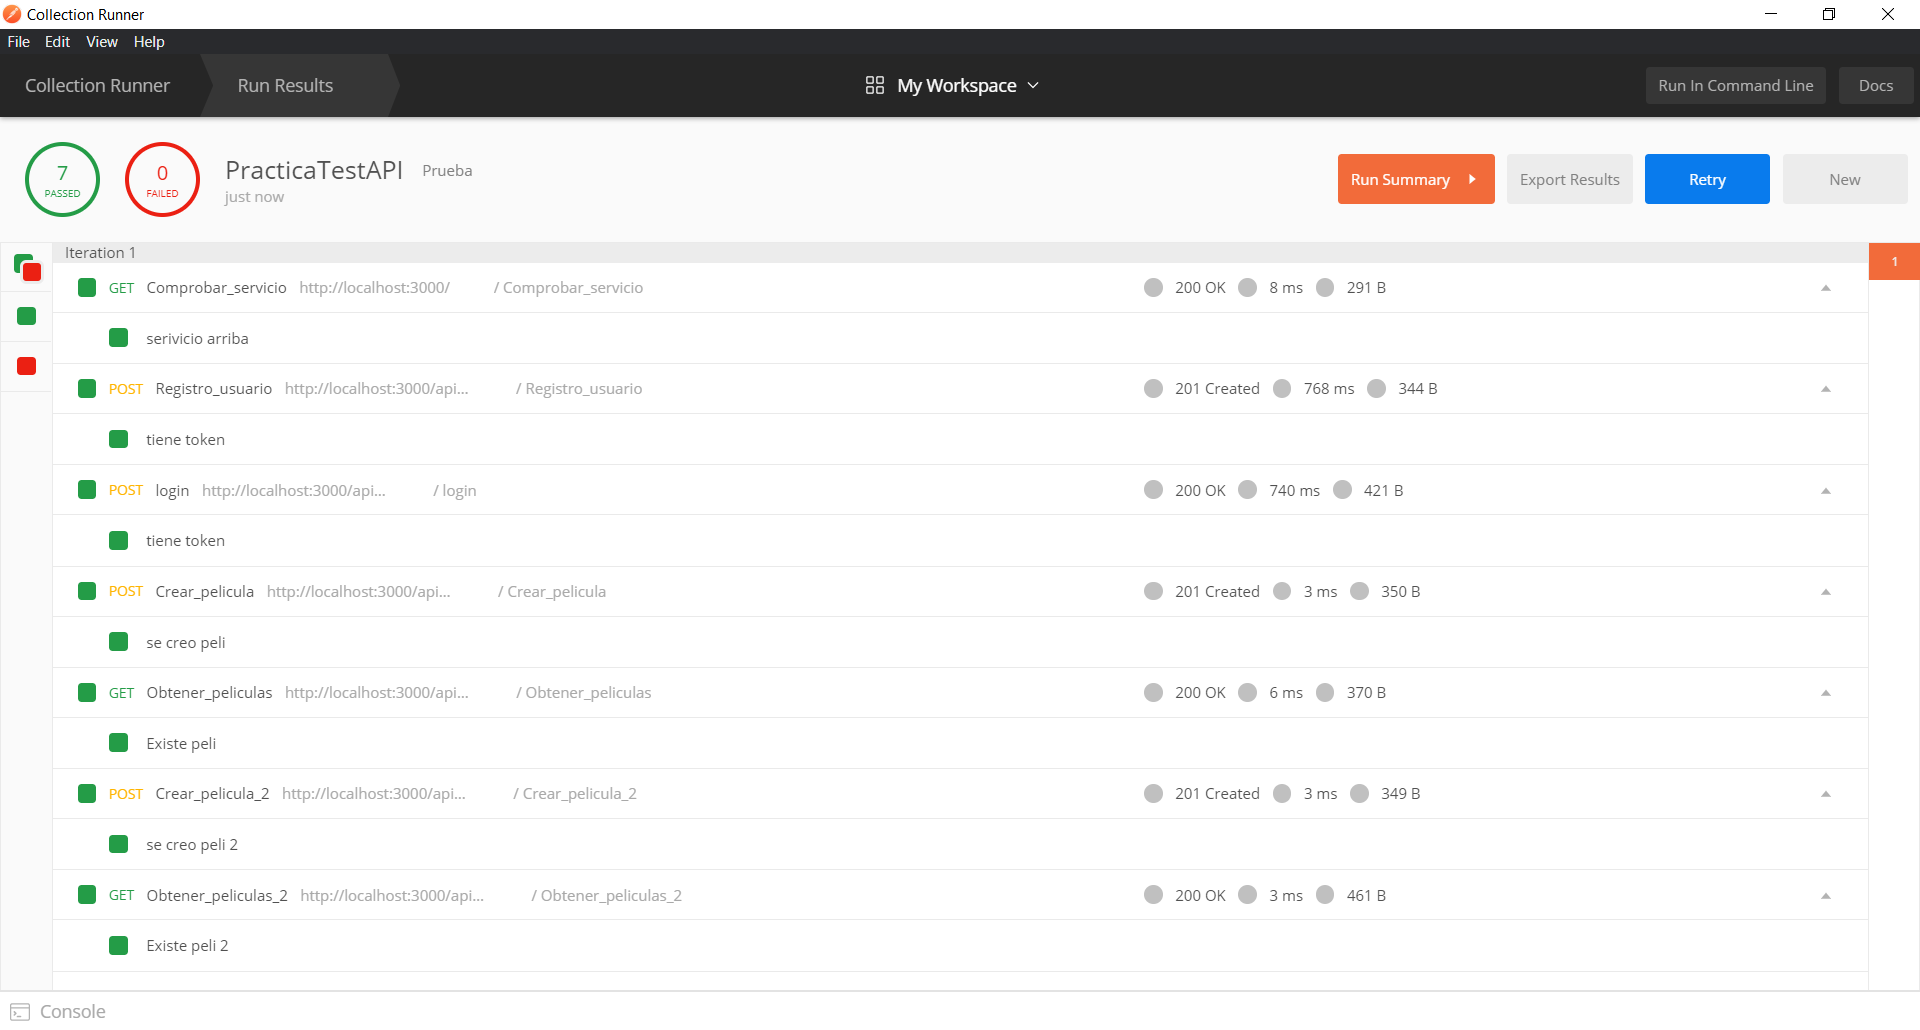 Collection Runner
File Edit View Help
Collection Runner Run Results My Workspace Run In Command Line Docs
7 PASSED
0 FAILED
PracticaTestAPI Prueba
just now
Run Summary Export Results Retry New
Iteration 1
1
GET Comprobar_servicio http://localhost:3000/ / Comprobar_servicio 200 OK 8 ms 291 B
serivicio arriba
POST Registro_usuario http://localhost:3000/api... / Registro_usuario 201 Created 768 ms 344 B
tiene token
POST login http://localhost:3000/api... / login 200 OK 740 ms 421 B
tiene token
POST Crear_pelicula http://localhost:3000/api... / Crear_pelicula 201 Created 3 ms 350 B
se creo peli
GET Obtener_peliculas http://localhost:3000/api... / Obtener_peliculas 200 OK 6 ms 370 B
Existe peli
POST Crear_pelicula_2 http://localhost:3000/api... / Crear_pelicula_2 201 Created 3 ms 349 B
se creo peli 2
GET Obtener_peliculas_2 http://localhost:3000/api... / Obtener_peliculas_2 200 OK 3 ms 461 B
Existe peli 2
Console